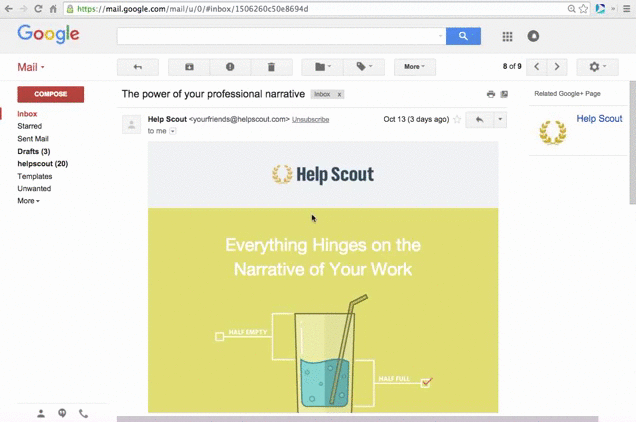 https://mail.google.com/mail/u/0/#inbox/1506260c50e8694d
Google
Mail
More
8 of 9
COMPOSE
Inbox
Starred
Sent Mail
Drafts (3)
helpscout (20)
Templates
Unwanted
More
The power of your professional narrative
Inbox x
Help Scout <yourfriends@helpscout.com> Unsubscribe
Oct 13 (3 days ago)
to me
Related Google+ Page
Help Scout
Help Scout
Everything Hinges on the
Narrative of Your Work
HALF EMPTY
HALF FULL